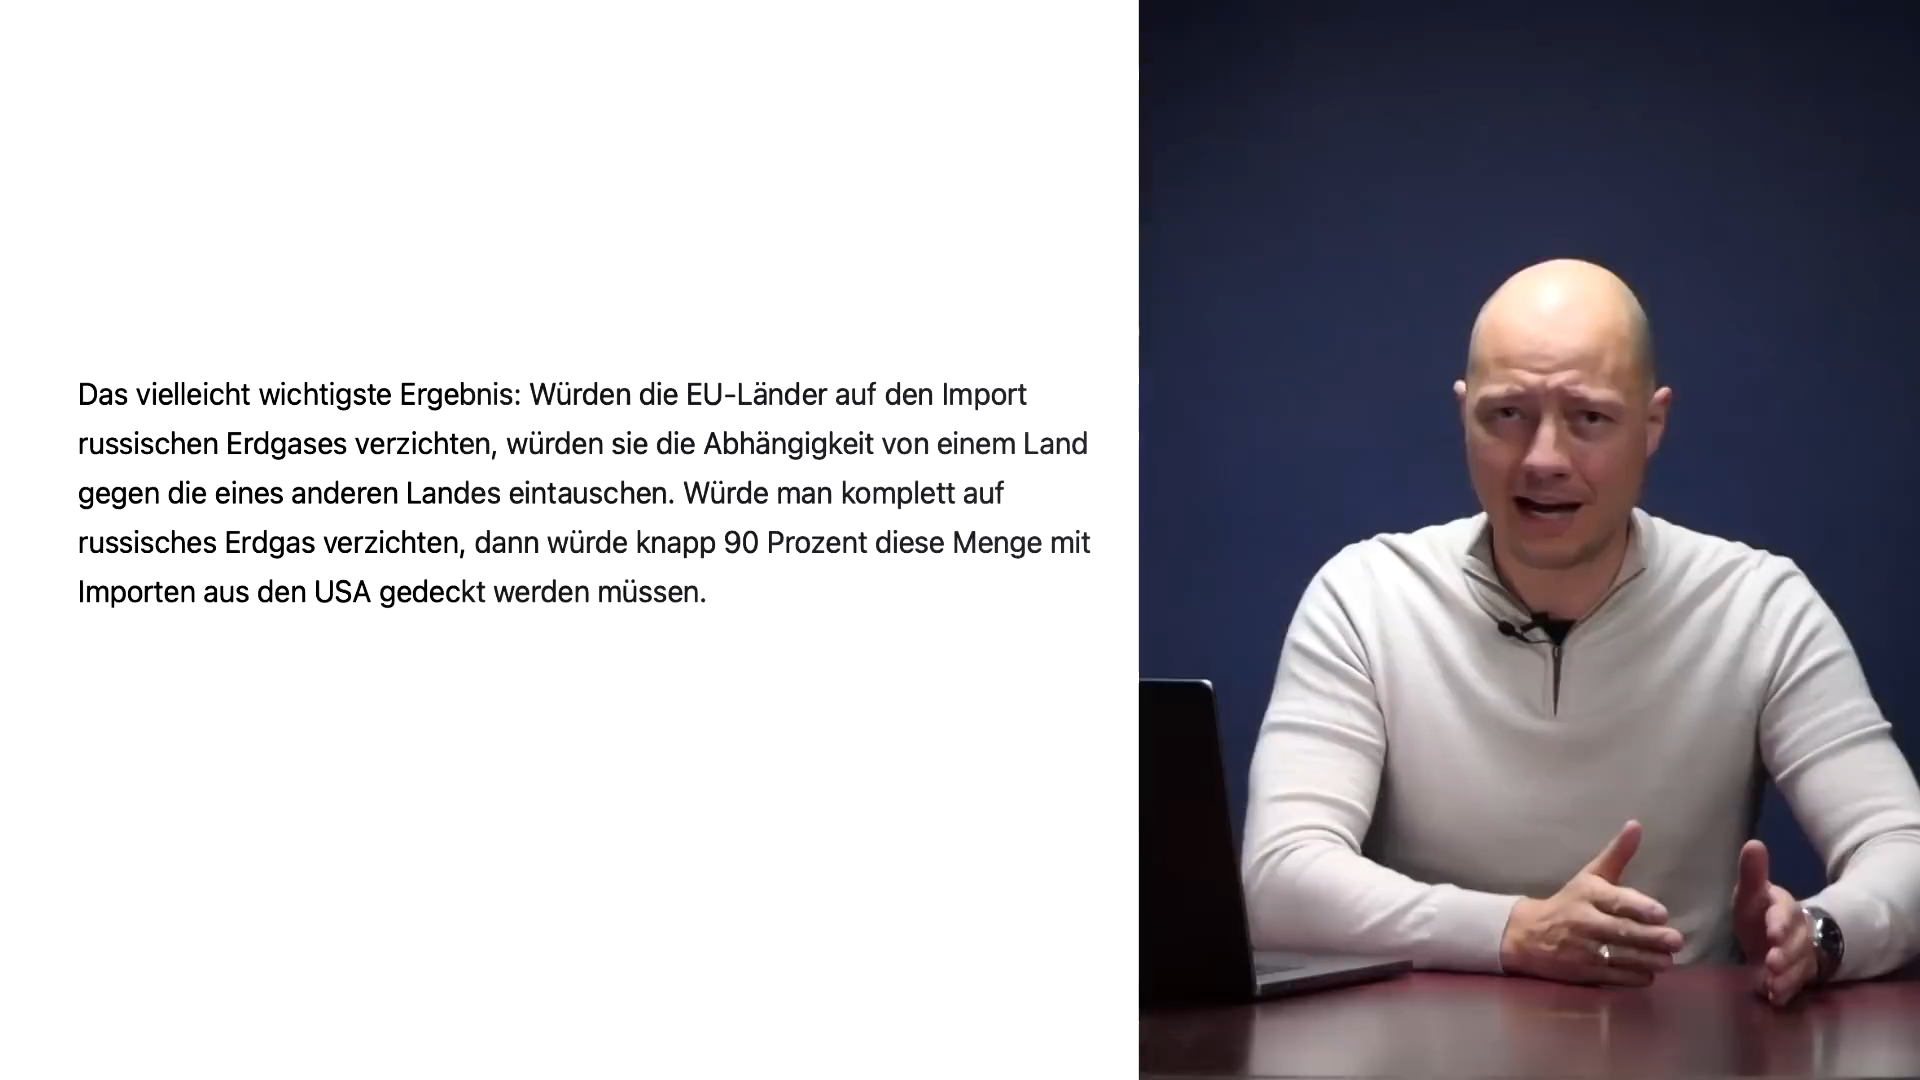 Das vielleicht wichtigste Ergebnis: Würden die EU-Länder auf den Import
russischen Erdgases verzichten, würden sie die Abhängigkeit von einem Land
gegen die eines anderen Landes eintauschen. Würde man komplett auf
russisches Erdgas verzichten, dann würde knapp 90 Prozent diese Menge mit
Importen aus den USA gedeckt werden müssen.